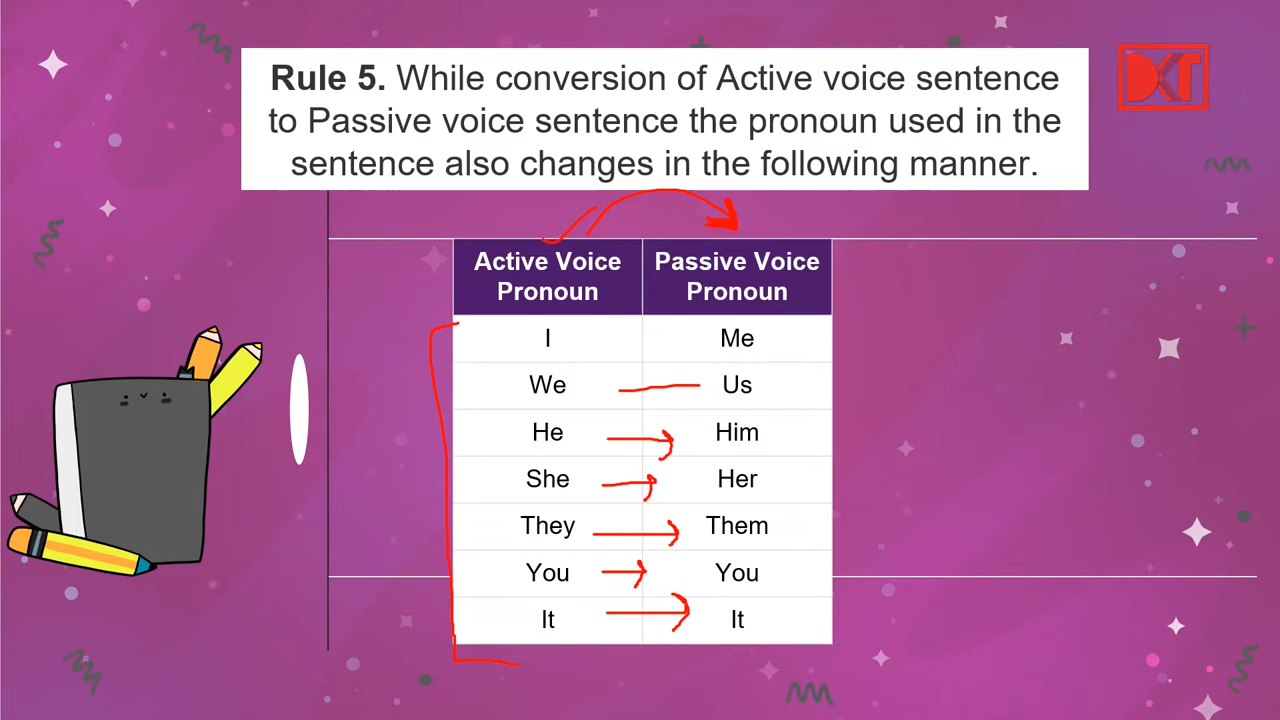 Rule 5. While conversion of Active voice sentence
to Passive voice sentence the pronoun used in the
sentence also changes in the following manner.
DKT
Active Voice Pronoun
Passive Voice Pronoun
I Me
We Us
He Him
She Her
They Them
You You
It It